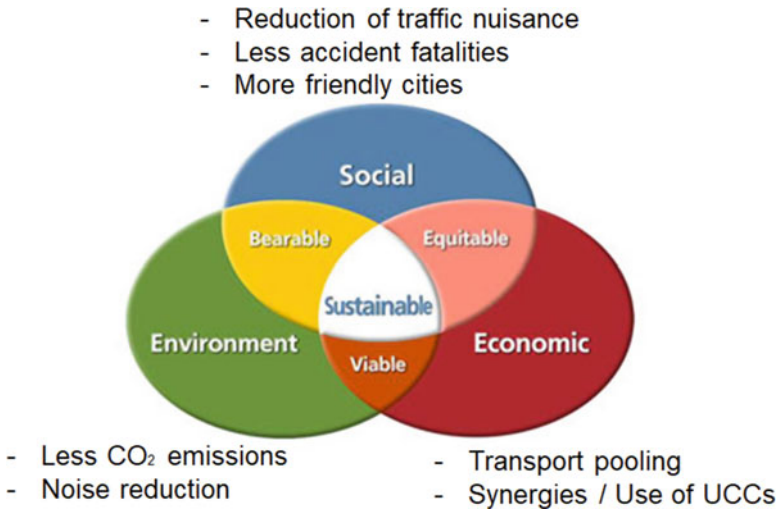 - Reduction of traffic nuisance
- Less accident fatalities
- More friendly cities
Social
Bearable
Equitable
Sustainable
Environment
Economic
Viable
- Less CO₂ emissions
- Noise reduction
- Transport pooling
- Synergies / Use of UCCs